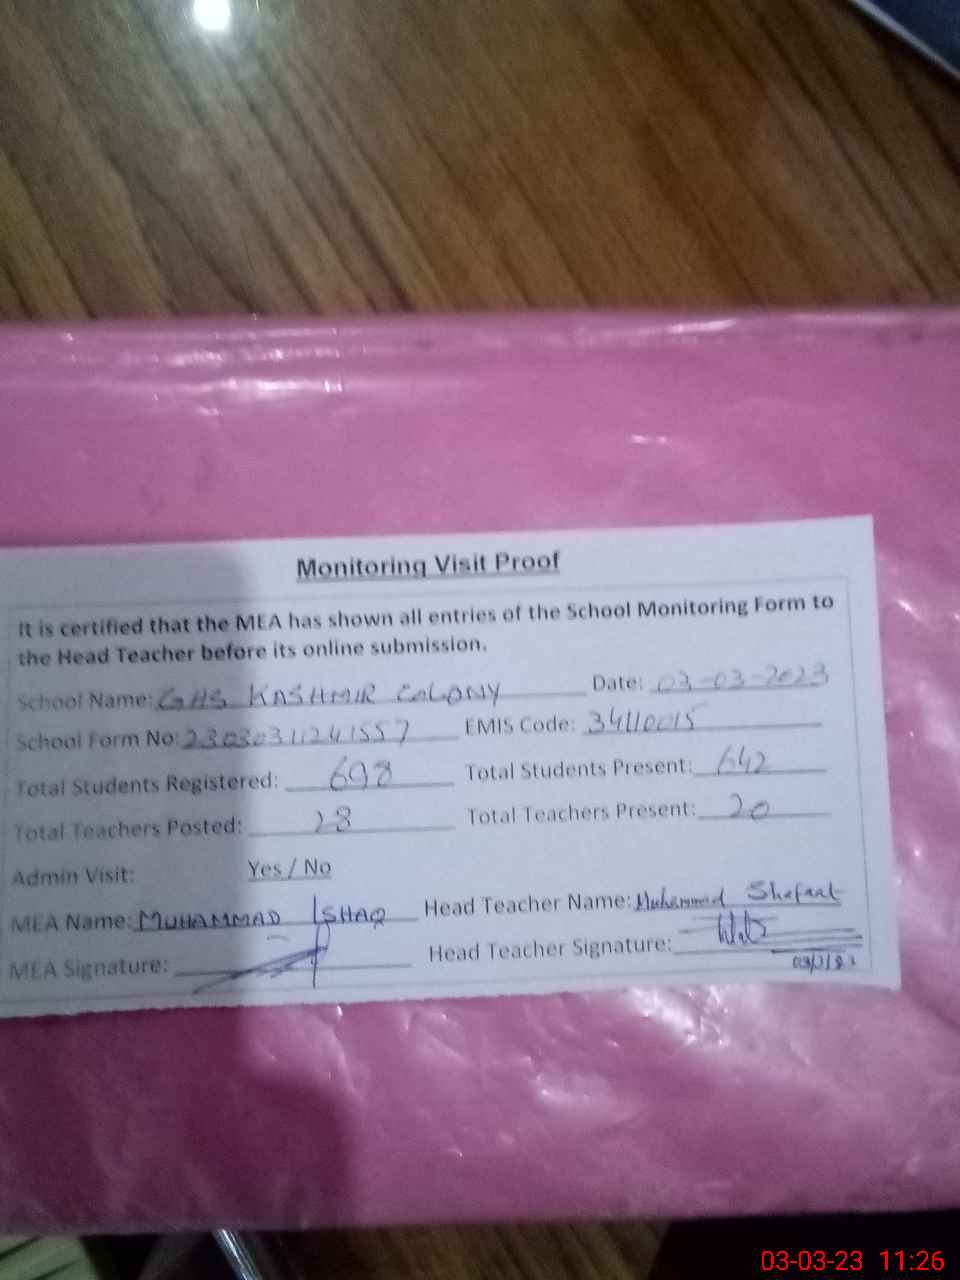 Monitoring Visit Proof
It is certified that the MEA has shown all entries of the School Monitoring Form to
the Head Teacher before its online submission.
School Name: GHS KASHMIR COLONY Date: 03-03-2023
School Form No: 23030311241557 EMIS Code: 34110015
Total Students Registered: 698 Total Students Present: 642
Total Teachers Posted: 28 Total Teachers Present: 20
Admin Visit: Yes / No
MEA Name: MUHAMMAD ISHAQ Head Teacher Name: Muhammad Shafaat
MEA Signature: Head Teacher Signature:
03-03-23 11:26